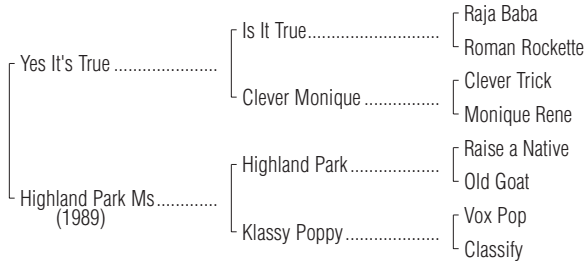 Raja Baba
Is It True
Roman Rockette
Yes It's True
Clever Trick
Clever Monique
Monique Rene
Raise a Native
Highland Park
Old Goat
Highland Park Ms
(1989)
Vox Pop
Klassy Poppy
Classify